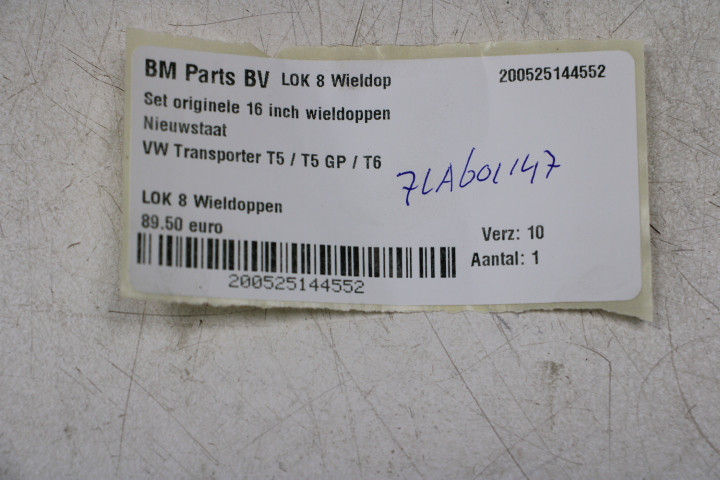 BM Parts BV LOK 8 Wieldop 200525144552
Set originele 16 inch wieldoppen
Nieuwstaat
VW Transporter T5 / T5 GP / T6
7LA601147
LOK 8 Wieldoppen
89.50 euro
Verz: 10
Aantal: 1
200525144552